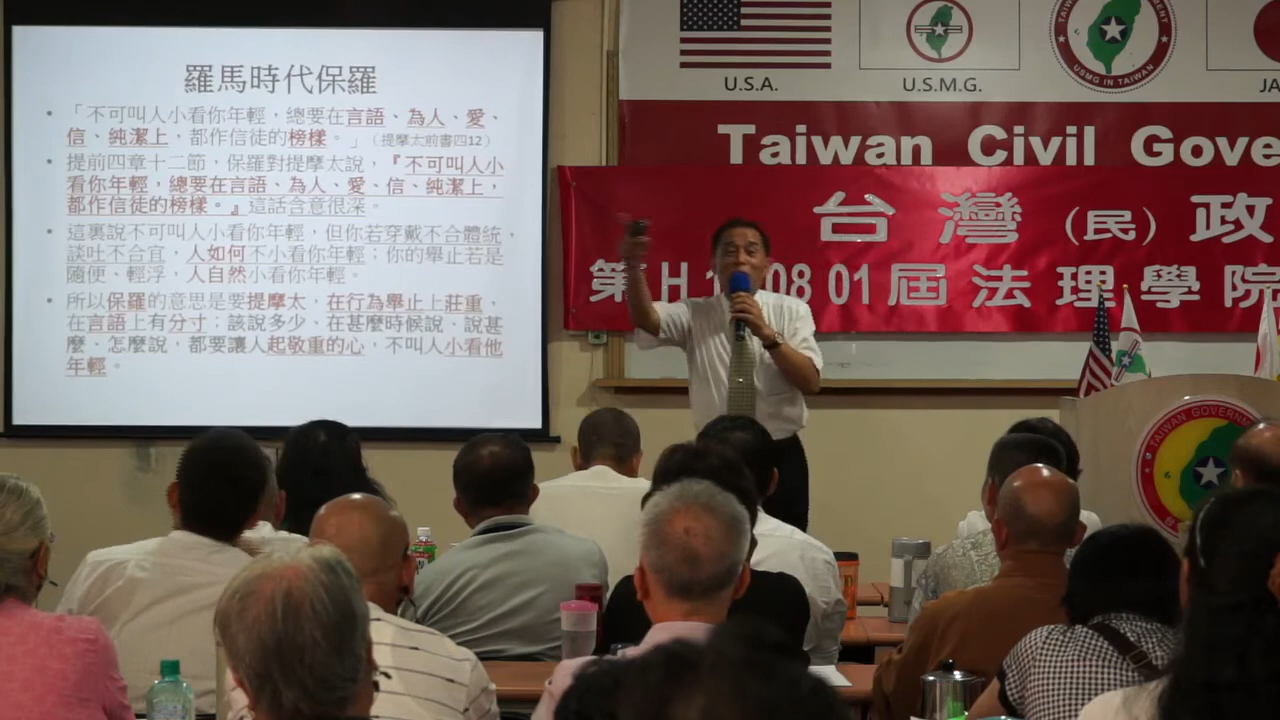 羅馬時代保羅
• 「不可叫人小看你年輕，總要在言語、為人、愛、
信、純潔上，都作信徒的榜樣。」（提摩太前書四12）
• 提前四章十二節，保羅對提摩太說，『不可叫人小
看你年輕，總要在言語、為人、愛、信、純潔上，
都作信徒的榜樣。』這話含意很深。
• 這裏說不可叫人小看你年輕，但你若穿戴不合體統，
談吐不合宜，人如何不小看你年輕；你的舉止若是
隨便、輕浮，人自然小看你年輕。
• 所以保羅的意思是要提摩太，在行為舉止上莊重，
在言語上有分寸；該說多少、在甚麼時候說、說甚
麼、怎麼說，都要讓人起敬重的心，不叫人小看他
年輕。
U.S.A.
U.S.M.G.
USMG IN TAIWAN
JA
Taiwan Civil Gove
台灣（民）政
第 H 1 08 01 屆法理學院
TAIWAN GOVERNMENT